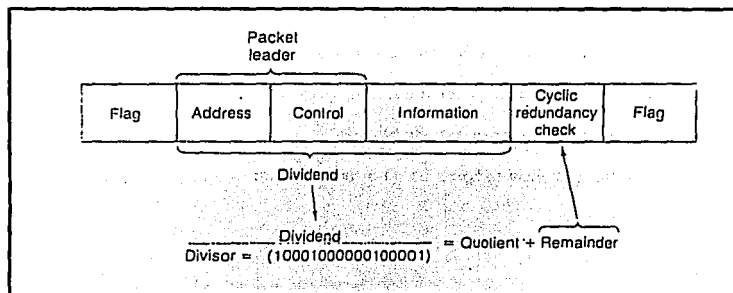 Packet
leader
Flag
Address
Control
Information
Cyclic
redundancy
check
Flag
Dividend
Dividend
Divisor = (10001000000100001) = Quotient + Remainder